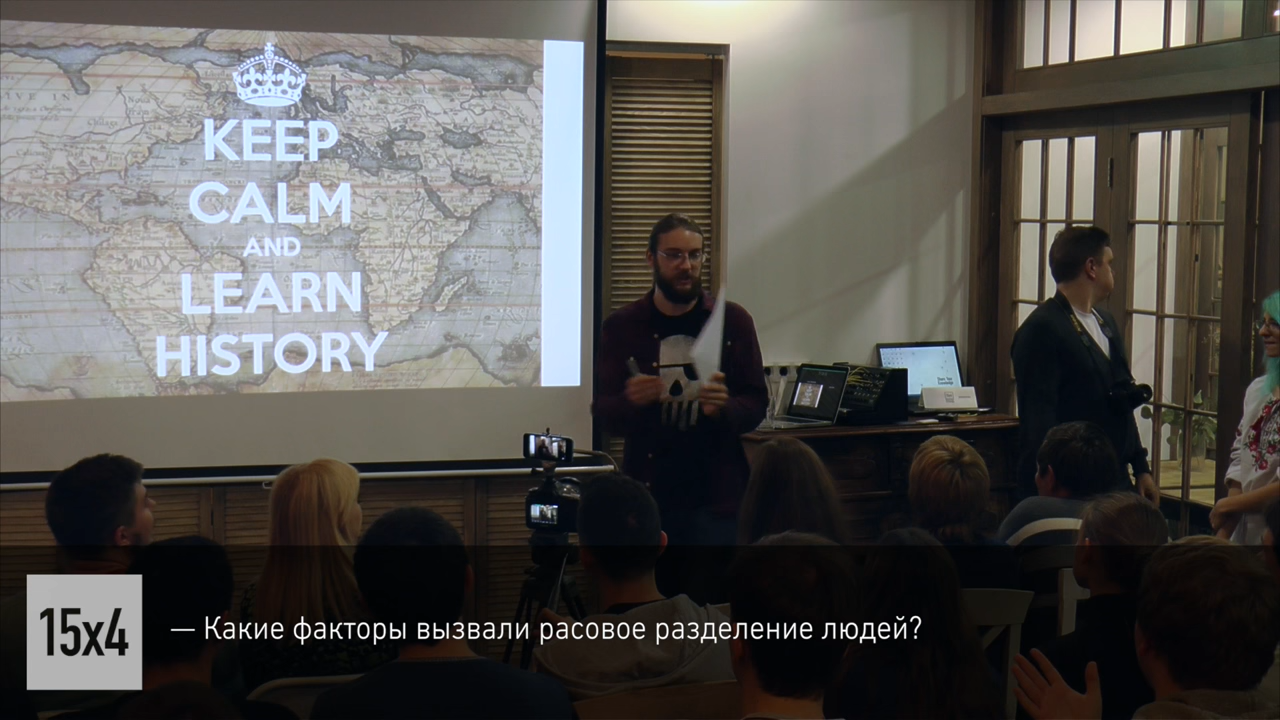 KEEP
CALM
AND
LEARN
HISTORY
15x4
— Какие факторы вызвали расовое разделение людей?